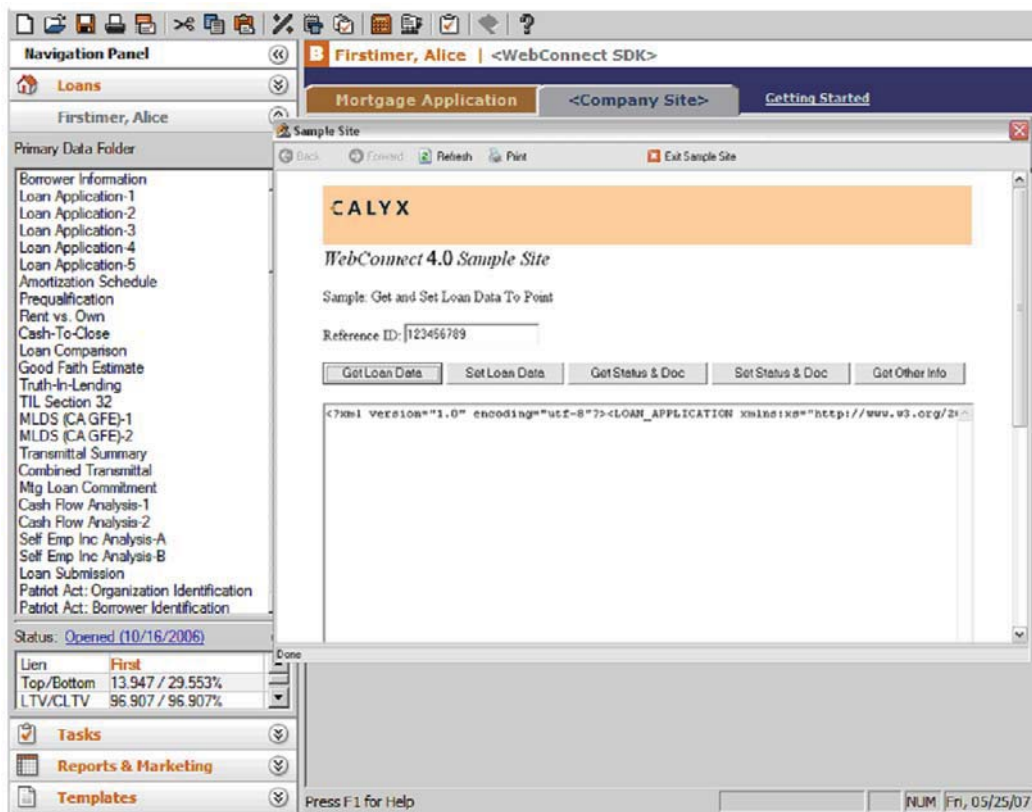 Navigation Panel
B Firstimer, Alice | <WebConnect SDK>
Loans
Firstimer, Alice
Mortgage Application
<Company Site>
Getting Started
Primary Data Folder
Borrower Information
Loan Application-1
Loan Application-2
Loan Application-3
Loan Application-4
Loan Application-5
Amortization Schedule
Prequalification
Rent vs. Own
Cash-To-Close
Loan Comparison
Good Faith Estimate
Truth-In-Lending
TIL Section 32
MLDS (CA GFE)-1
MLDS (CA GFE)-2
Transmittal Summary
Combined Transmittal
Mtg Loan Commitment
Cash Flow Analysis-1
Cash Flow Analysis-2
Self Emp Inc Analysis-A
Self Emp Inc Analysis-B
Loan Submission
Patriot Act: Organization Identification
Patriot Act: Borrower Identification
Status: Opened (10/16/2006)
Lien First
Top/Bottom 13.947 / 29.553%
LTV/CLTV 96.907 / 96.907%
Tasks
Reports & Marketing
Templates
Sample Site
Back Forward Refresh Print Exit Sample Site
CALYX
WebConnect 4.0 Sample Site
Sample: Get and Set Loan Data To Point
Reference ID: 123456789
Get Loan Data Set Loan Data Get Status & Doc Set Status & Doc Get Other Info
<?xml version="1.0" encoding="utf-8"?><LOAN_APPLICATION xmlns:xs="http://www.w3.org/2
Done
Press F1 for Help
NUM Fri, 05/25/07